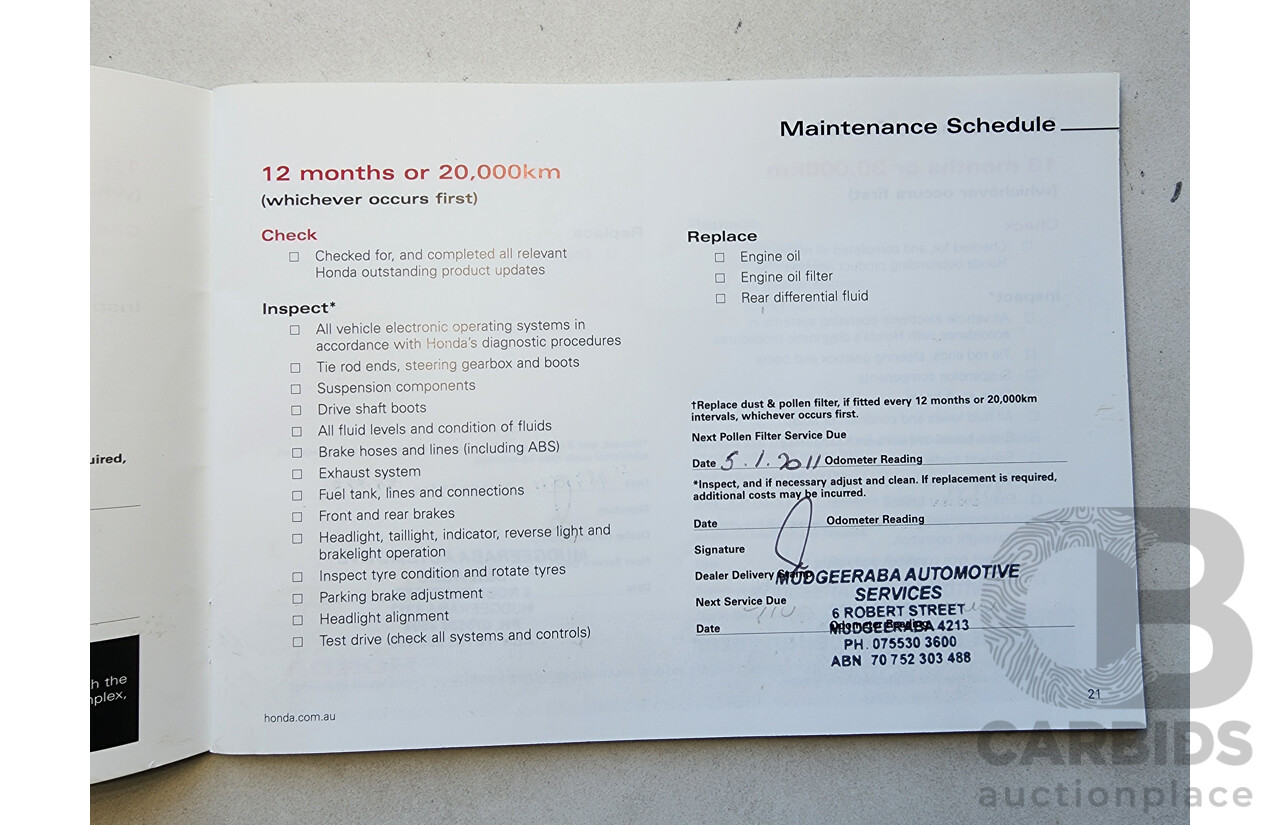 Maintenance Schedule
12 months or 20,000km
(whichever occurs first)
Check
Checked for, and completed all relevant
Honda outstanding product updates
Inspect*
All vehicle electronic operating systems in
accordance with Honda's diagnostic procedures
Tie rod ends, steering gearbox and boots
Suspension components
Drive shaft boots
All fluid levels and condition of fluids
Brake hoses and lines (including ABS)
Exhaust system
Fuel tank, lines and connections
Front and rear brakes
Headlight, taillight, indicator, reverse light and
brakelight operation
Inspect tyre condition and rotate tyres
Parking brake adjustment
Headlight alignment
Test drive (check all systems and controls)
honda.com.au
Replace
Engine oil
Engine oil filter
Rear differential fluid
†Replace dust & pollen filter, if fitted every 12 months or 20,000km
intervals, whichever occurs first.
Next Pollen Filter Service Due
Date 5.1.2011 Odometer Reading
*Inspect, and if necessary adjust and clean. If replacement is required,
additional costs may be incurred.
Date Odometer Reading
Signature
Dealer Delivery Stamp
MUDGEERABA AUTOMOTIVE
SERVICES
Next Service Due
6 ROBERT STREET
Date Odometer Reading
MUDGEERABA 4213
PH. 075530 3600
ABN 70 752 303 488
21
uired,
h the
nplex,
CARBIDS
auctionplace